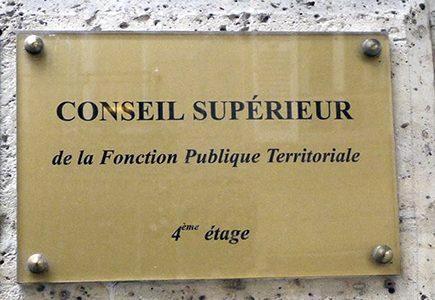 CONSEIL SUPÉRIEUR
de la Fonction Publique Territoriale
4ème étage